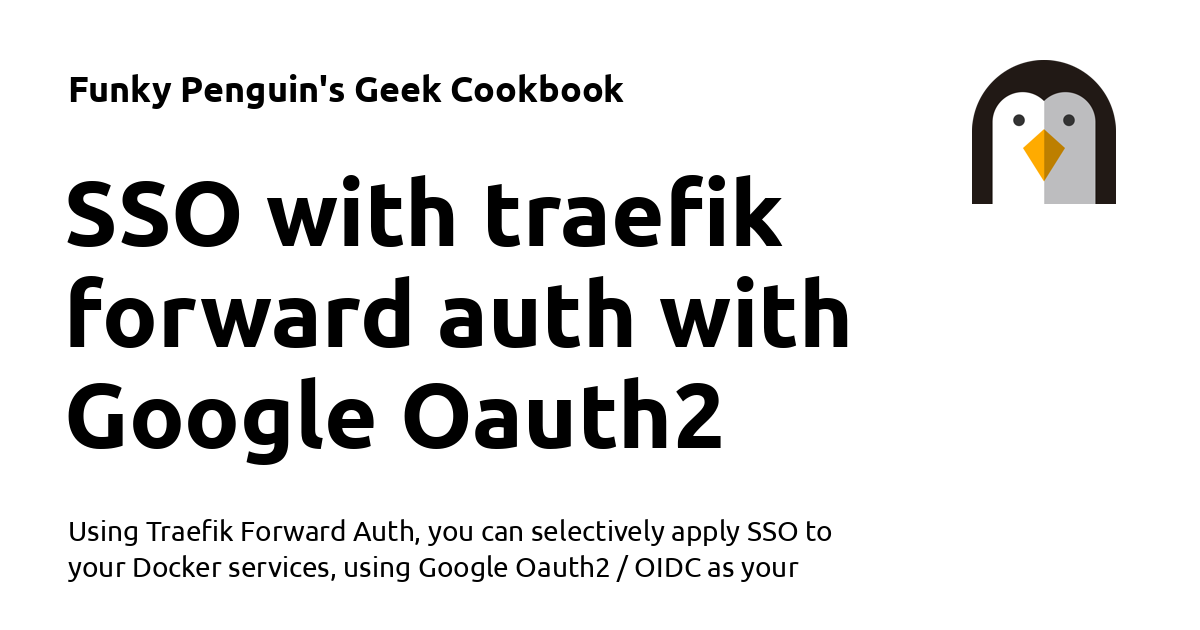 Funky Penguin's Geek Cookbook
SSO with traefik
forward auth with
Google Oauth2
Using Traefik Forward Auth, you can selectively apply SSO to
your Docker services, using Google Oauth2 / OIDC as your